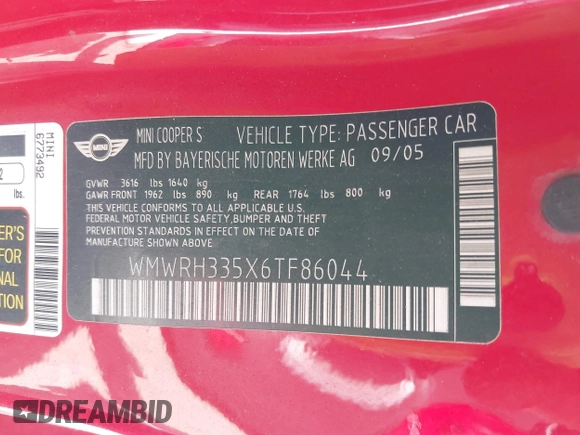 MINI
6773492
2
lbs.
ER'S
OR
NAL
TION
MINI
MINI COOPER S VEHICLE TYPE: PASSENGER CAR
MFD BY BAYERISCHE MOTOREN WERKE AG 09/05
GVWR 3616 lbs 1640 kg
GAWR FRONT 1962 lbs 890 kg REAR 1764 lbs 800 kg
THIS VEHICLE CONFORMS TO ALL APPLICABLE U.S.
FEDERAL MOTOR VEHICLE SAFETY,BUMPER AND THEFT
PREVENTION STANDARDS IN EFFECT ON THE DATE OF
MANUFACTURE SHOWN ABOVE.
WMWRH335X6TF86044
DREAMBID